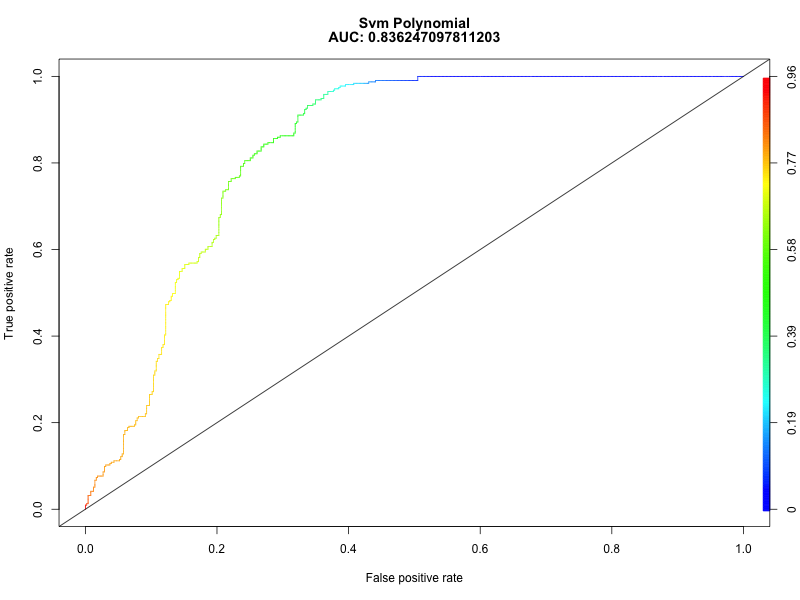 Svm Polynomial
AUC: 0.836247097811203
True positive rate
1.0
0.8
0.6
0.4
0.2
0.0
0.0 0.2 0.4 0.6 0.8 1.0
False positive rate
0.96
0.77
0.58
0.39
0.19
0